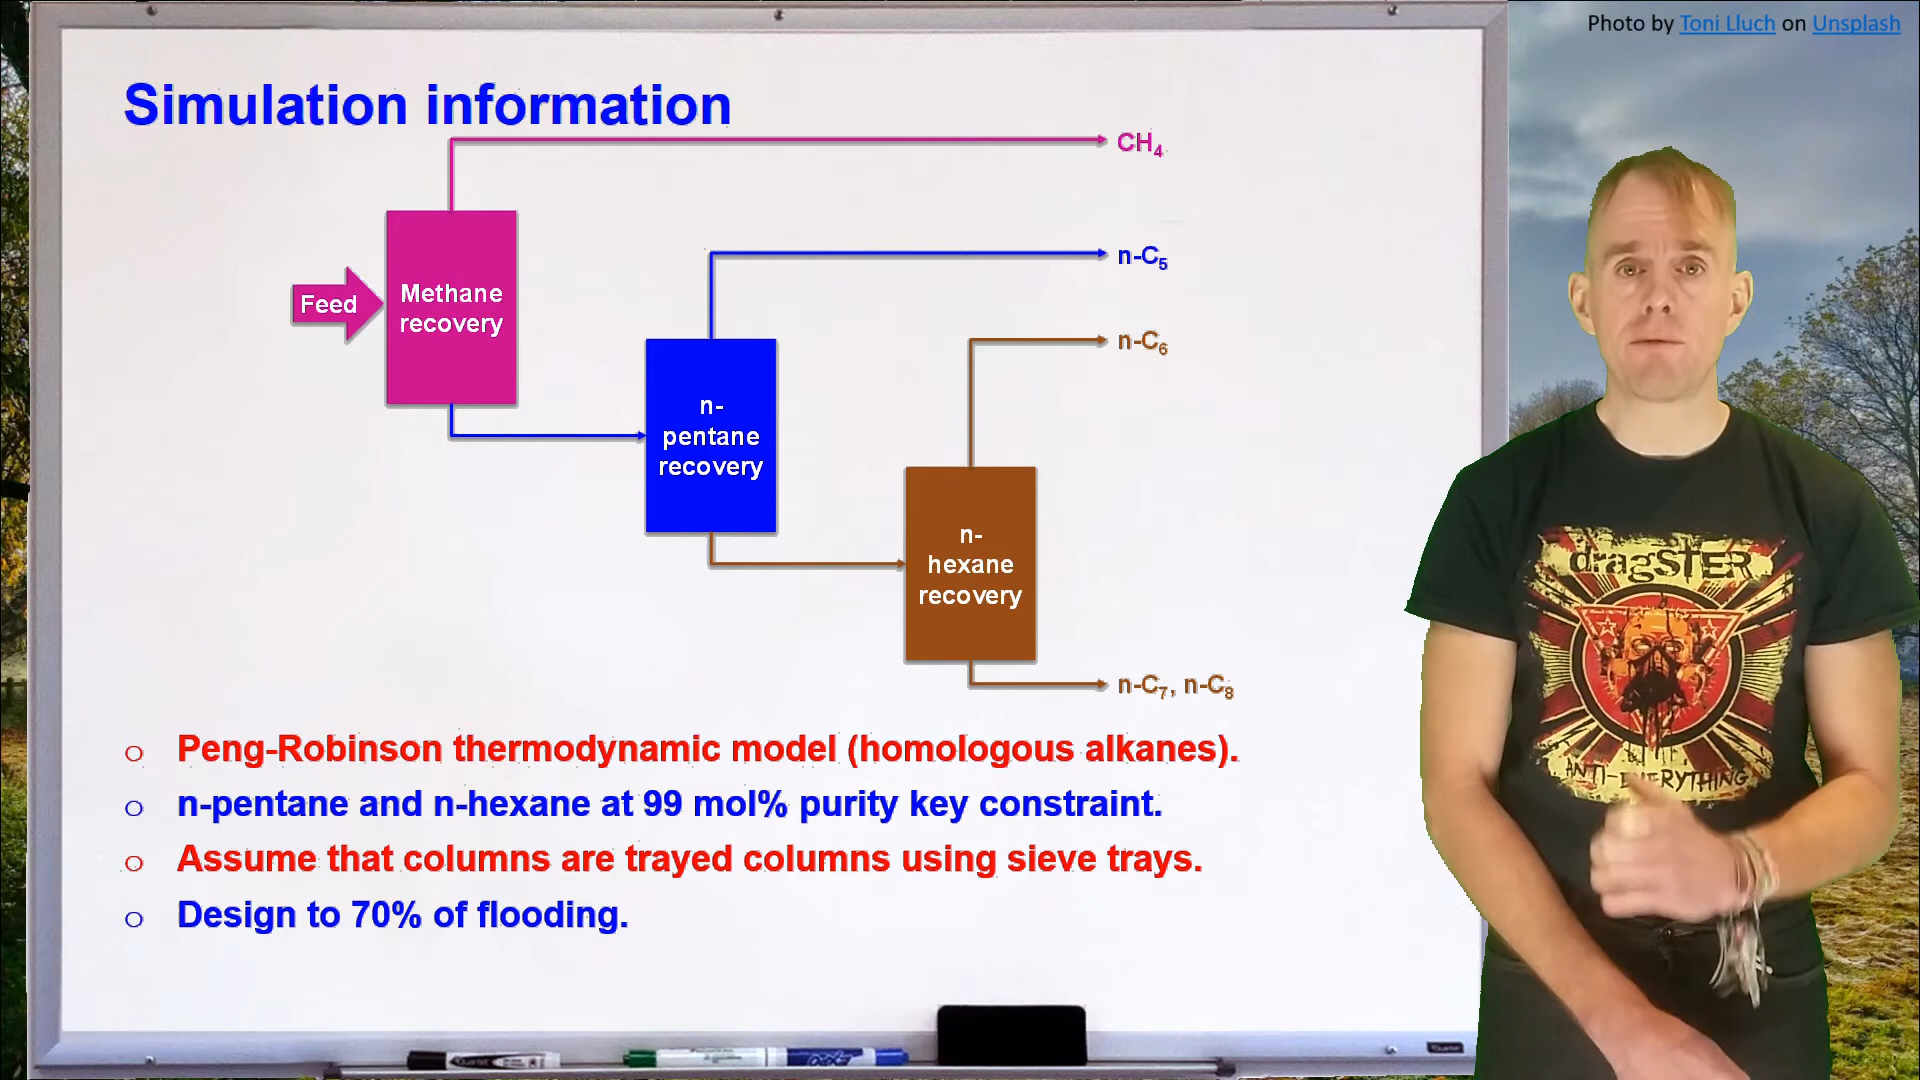 Photo by Toni Lluch on Unsplash
Simulation information
CH4
n-C5
n-C6
Feed
Methane
recovery
n-
pentane
recovery
n-
hexane
recovery
n-C7, n-C8
o Peng-Robinson thermodynamic model (homologous alkanes).
o n-pentane and n-hexane at 99 mol% purity key constraint.
o Assume that columns are trayed columns using sieve trays.
o Design to 70% of flooding.
dragSTER
ANTI-EVERYTHING